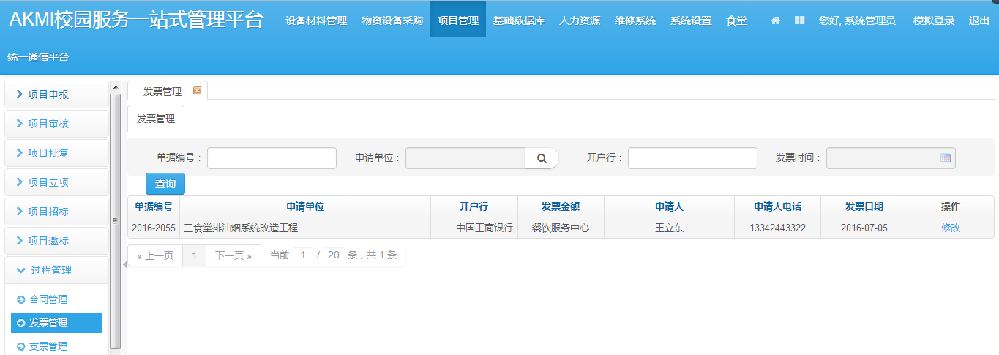 AKMI校园服务一站式管理平台 设备材料管理 物资设备采购 项目管理 基础数据库 人力资源 维修系统 系统设置 食堂 您好, 系统管理员 模拟登录 退出
统一通信平台
项目申报
项目审核
项目批复
项目立项
项目招标
项目邀标
过程管理
合同管理
发票管理
支票管理
发票管理
发票管理
单据编号： 申请单位： 开户行： 发票时间：
查询
单据编号 申请单位 开户行 发票金额 申请人 申请人电话 发票日期 操作
2016-2055 三食堂排油烟系统改造工程 中国工商银行 餐饮服务中心 王立东 13342443322 2016-07-05 修改
« 上一页 1 下一页 » 当前 1 / 20 条，共 1 条